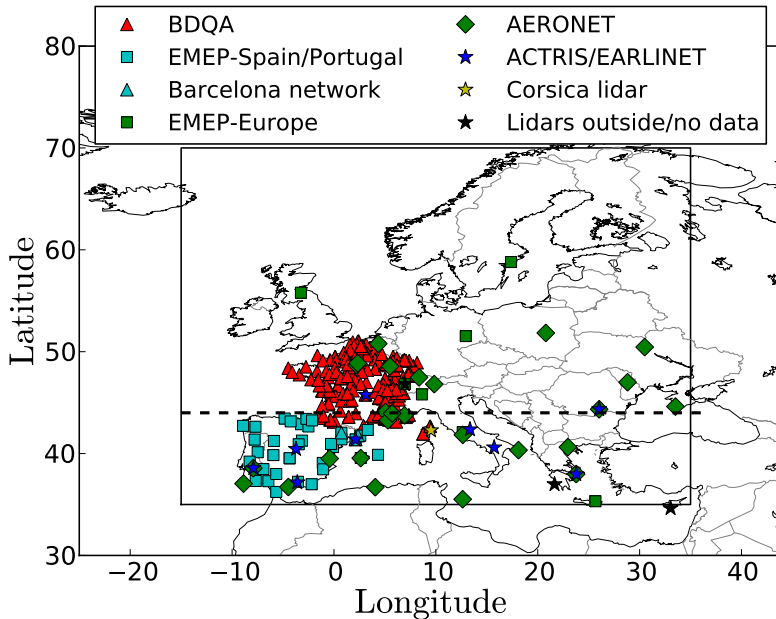 BDQA
EMEP-Spain/Portugal
Barcelona network
EMEP-Europe
AERONET
ACTRIS/EARLINET
Corsica lidar
Lidars outside/no data
80
70
60
50
40
30
Latitude
−20
−10
0
10
20
30
40
Longitude